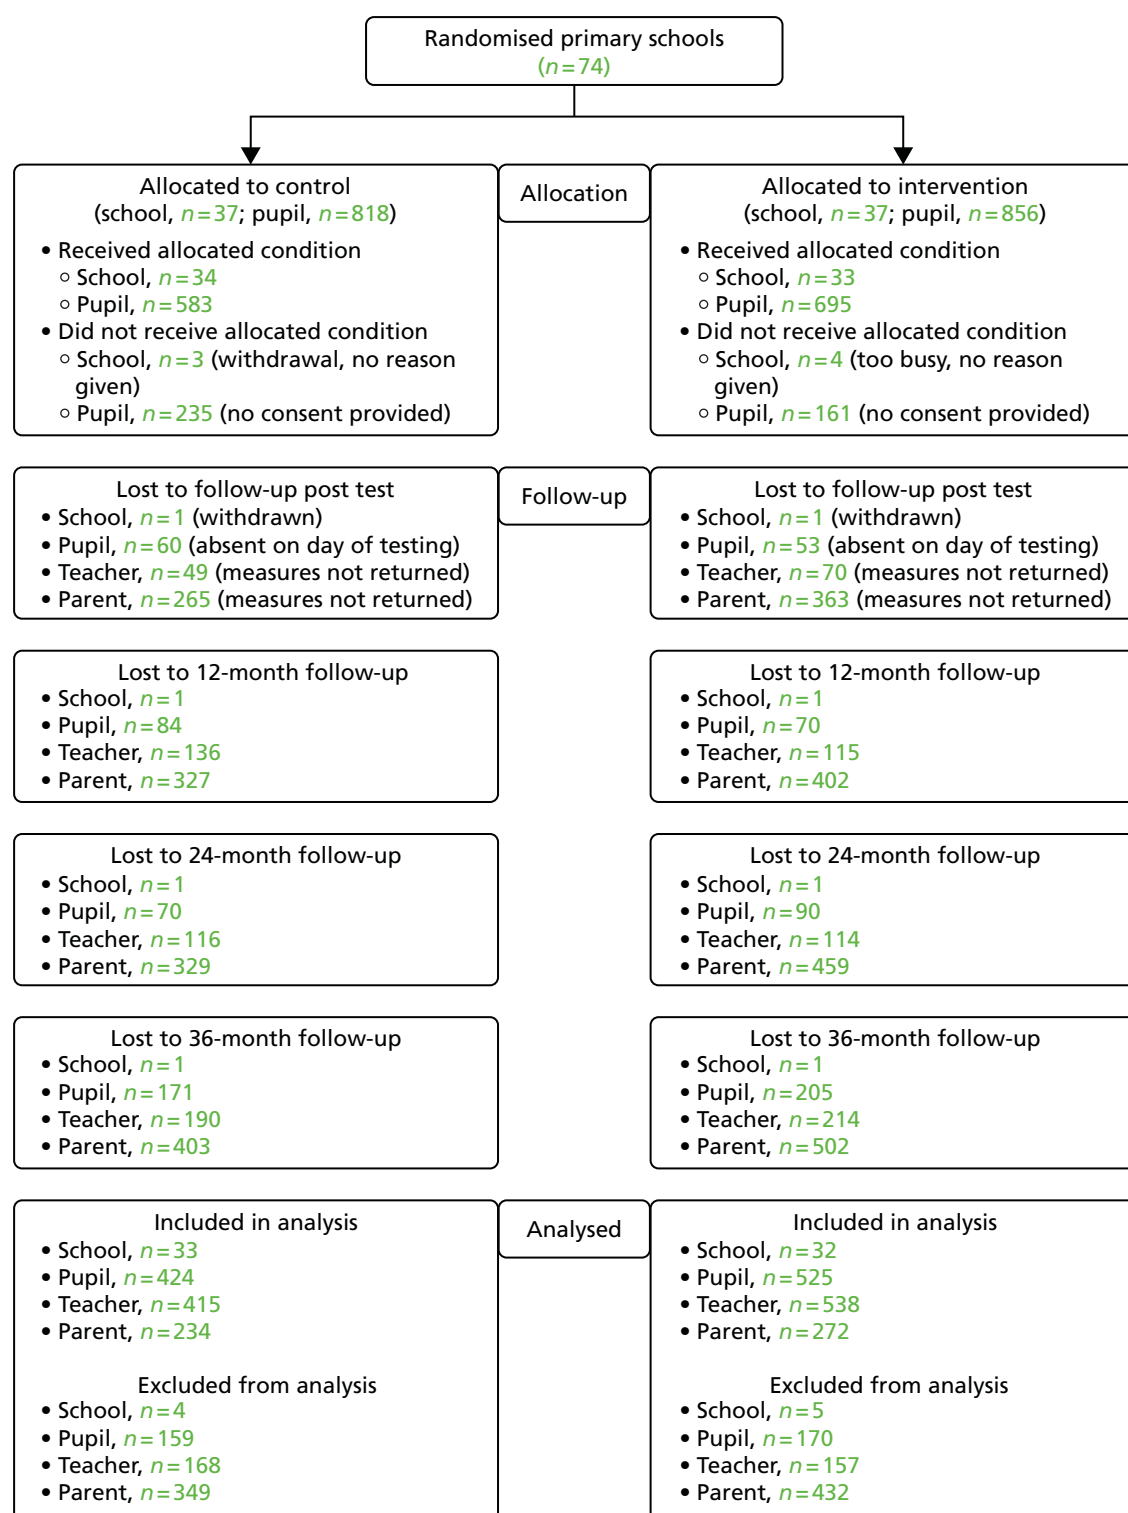 Randomised primary schools
(n=74)
Allocated to control
(school, n=37; pupil, n=818)
• Received allocated condition
○ School, n=34
○ Pupil, n=583
• Did not receive allocated condition
○ School, n=3 (withdrawal, no reason
given)
○ Pupil, n=235 (no consent provided)
Allocation
Allocated to intervention
(school, n=37; pupil, n=856)
• Received allocated condition
○ School, n=33
○ Pupil, n=695
• Did not receive allocated condition
○ School, n=4 (too busy, no reason
given)
○ Pupil, n=161 (no consent provided)
Lost to follow-up post test
• School, n=1 (withdrawn)
• Pupil, n=60 (absent on day of testing)
• Teacher, n=49 (measures not returned)
• Parent, n=265 (measures not returned)
Follow-up
Lost to follow-up post test
• School, n=1 (withdrawn)
• Pupil, n=53 (absent on day of testing)
• Teacher, n=70 (measures not returned)
• Parent, n=363 (measures not returned)
Lost to 12-month follow-up
• School, n=1
• Pupil, n=84
• Teacher, n=136
• Parent, n=327
Lost to 12-month follow-up
• School, n=1
• Pupil, n=70
• Teacher, n=115
• Parent, n=402
Lost to 24-month follow-up
• School, n=1
• Pupil, n=70
• Teacher, n=116
• Parent, n=329
Lost to 24-month follow-up
• School, n=1
• Pupil, n=90
• Teacher, n=114
• Parent, n=459
Lost to 36-month follow-up
• School, n=1
• Pupil, n=171
• Teacher, n=190
• Parent, n=403
Lost to 36-month follow-up
• School, n=1
• Pupil, n=205
• Teacher, n=214
• Parent, n=502
Included in analysis
• School, n=33
• Pupil, n=424
• Teacher, n=415
• Parent, n=234
Excluded from analysis
• School, n=4
• Pupil, n=159
• Teacher, n=168
• Parent, n=349
Analysed
Included in analysis
• School, n=32
• Pupil, n=525
• Teacher, n=538
• Parent, n=272
Excluded from analysis
• School, n=5
• Pupil, n=170
• Teacher, n=157
• Parent, n=432